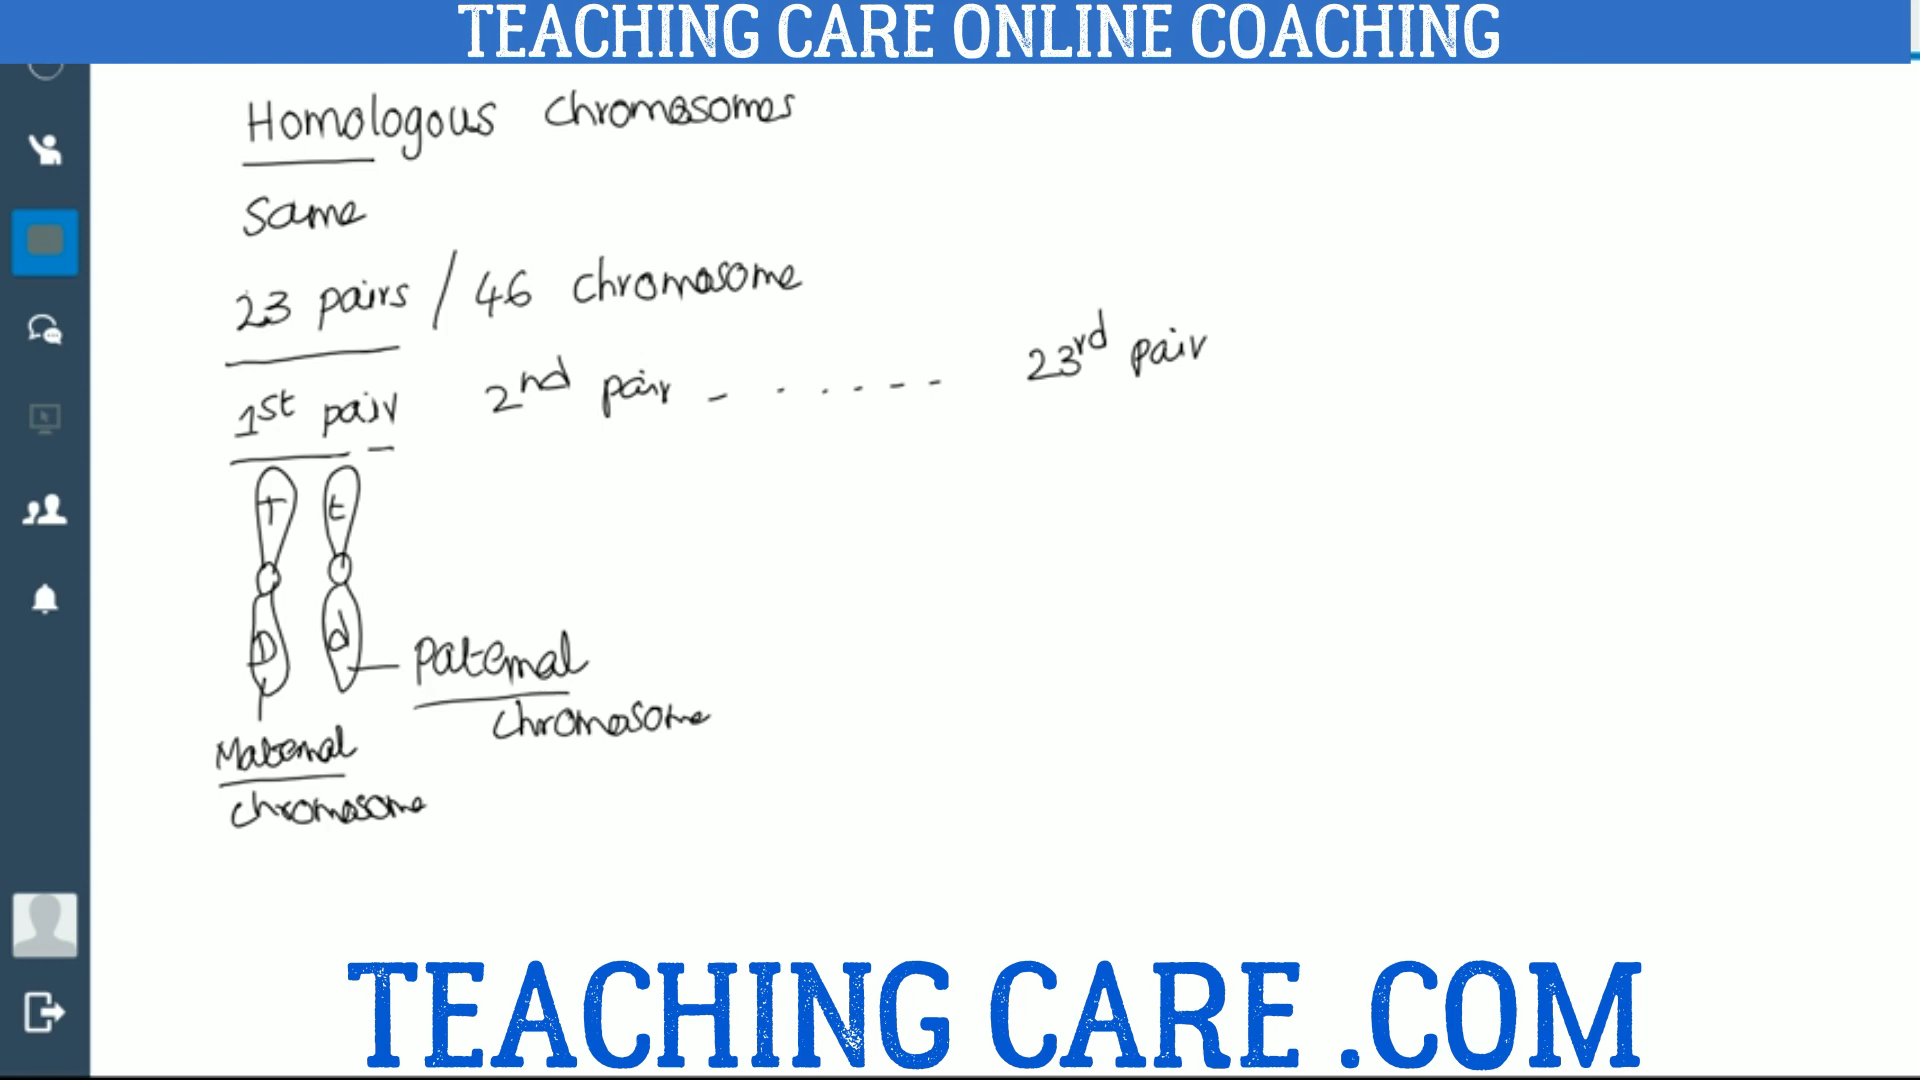 TEACHING CARE ONLINE COACHING
Homologous chromosomes
same
23 pairs / 46 chromosome
1st pair 2nd pair - - - - - - 23rd pair
T t
D d
Paternal
chromosome
Maternal
chromosome
TEACHING CARE .COM